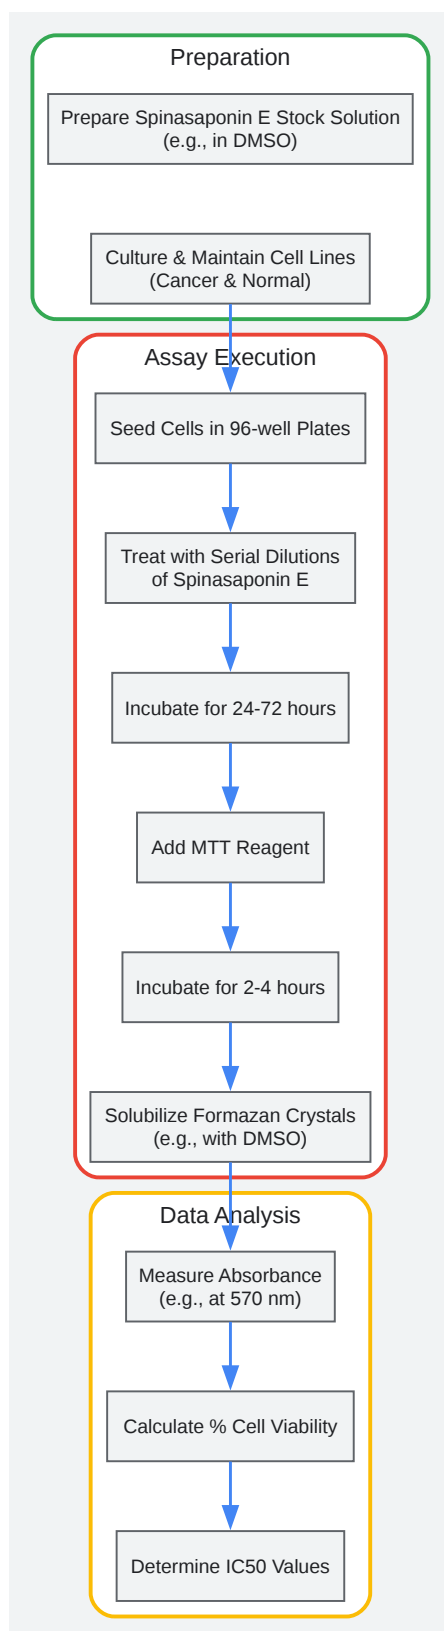 Preparation
Prepare Spinasaponin E Stock Solution
(e.g., in DMSO)
Culture & Maintain Cell Lines
(Cancer & Normal)
Assay Execution
Seed Cells in 96-well Plates
Treat with Serial Dilutions
of Spinasaponin E
Incubate for 24-72 hours
Add MTT Reagent
Incubate for 2-4 hours
Solubilize Formazan Crystals
(e.g., with DMSO)
Data Analysis
Measure Absorbance
(e.g., at 570 nm)
Calculate % Cell Viability
Determine IC50 Values